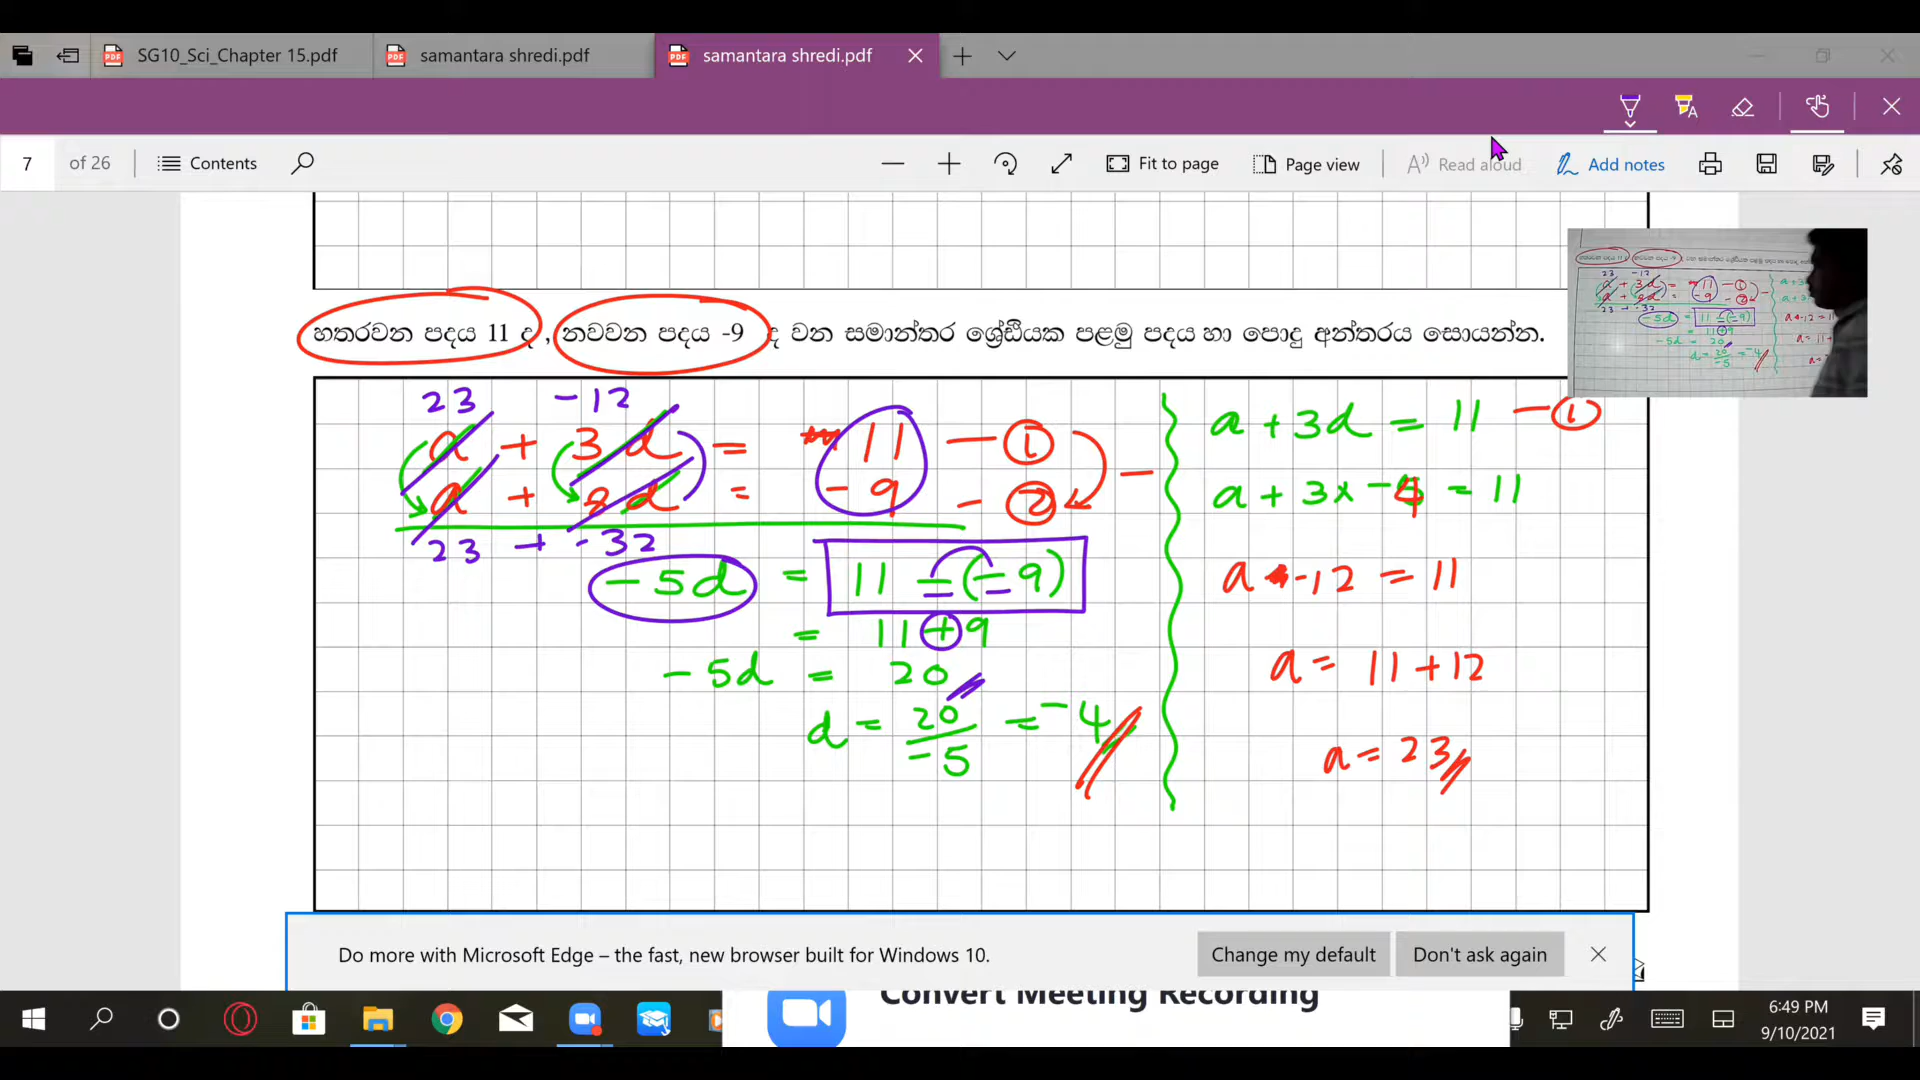 SG10_Sci_Chapter 15.pdf
samantara shredi.pdf
samantara shredi.pdf
7 of 26
Contents
Fit to page
Page view
Read aloud
Add notes
හතරවන පදය 11 ද , නවවන පදය -9 ද වන සමාන්තර ශ්‍රේඪියක පළමු පදය හා පොදු අන්තරය සොයන්න.
23 -12
a + 3d = 11 — ①
a + 8d = -9 - ②
23 + -32
-5d = 11 - (-9)
= 11 + 9
-5d = 20
d = 20/-5 = -4
a + 3d = 11 — ①
a + 3x -4 = 11
a -12 = 11
a = 11 + 12
a = 23
Do more with Microsoft Edge – the fast, new browser built for Windows 10.
Change my default
Don't ask again
Convert Meeting Recording
6:49 PM
9/10/2021